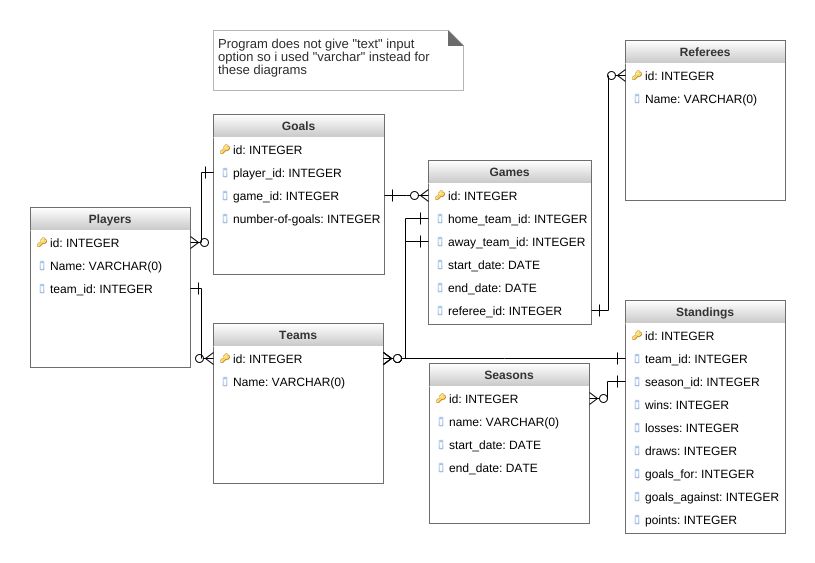 Program does not give "text" input
option so i used "varchar" instead for
these diagrams
Referees
id: INTEGER
Name: VARCHAR(0)
Goals
id: INTEGER
player_id: INTEGER
game_id: INTEGER
number-of-goals: INTEGER
Games
id: INTEGER
home_team_id: INTEGER
away_team_id: INTEGER
start_date: DATE
end_date: DATE
referee_id: INTEGER
Players
id: INTEGER
Name: VARCHAR(0)
team_id: INTEGER
Teams
id: INTEGER
Name: VARCHAR(0)
Seasons
id: INTEGER
name: VARCHAR(0)
start_date: DATE
end_date: DATE
Standings
id: INTEGER
team_id: INTEGER
season_id: INTEGER
wins: INTEGER
losses: INTEGER
draws: INTEGER
goals_for: INTEGER
goals_against: INTEGER
points: INTEGER